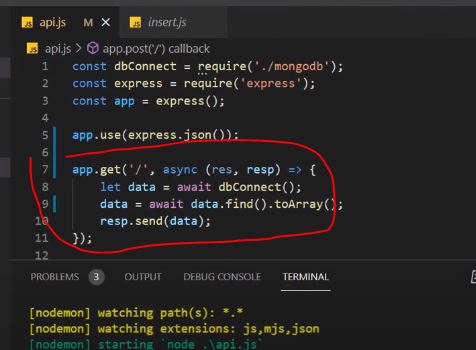 JS api.js M ● JS insert.js
JS api.js > app.post('/') callback
1 const dbConnect = require('./mongodb');
2 const express = require('express');
3 const app = express();
4
5 app.use(express.json());
6
7 app.get('/', async (res, resp) => {
8 let data = await dbConnect();
9 data = await data.find().toArray();
10 resp.send(data);
11 });
PROBLEMS 3 OUTPUT DEBUG CONSOLE TERMINAL
[nodemon] watching path(s): *.*
[nodemon] watching extensions: js,mjs,json
[nodemon] starting `node .\api.js`